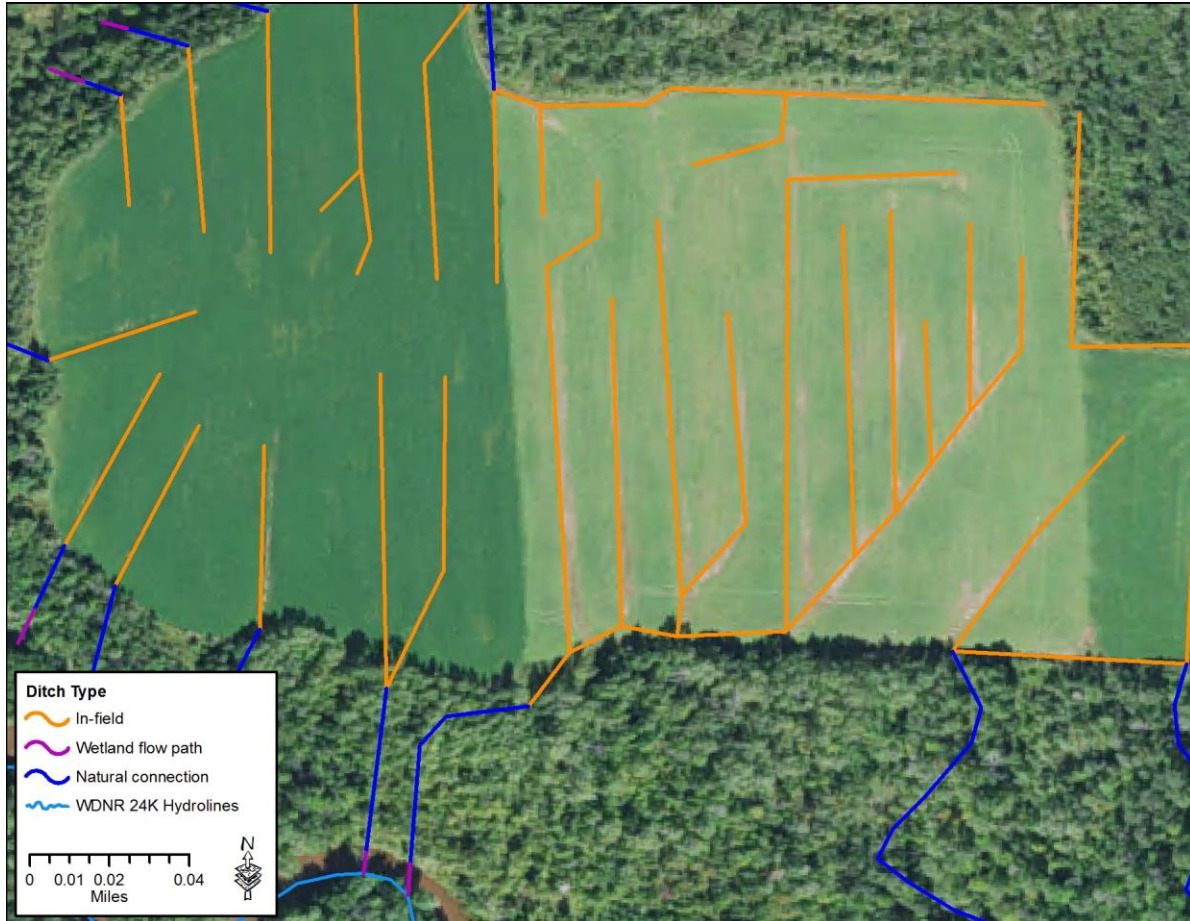 Ditch Type
In-field
Wetland flow path
Natural connection
WDNR 24K Hydrolines
N
0 0.01 0.02 0.04
Miles